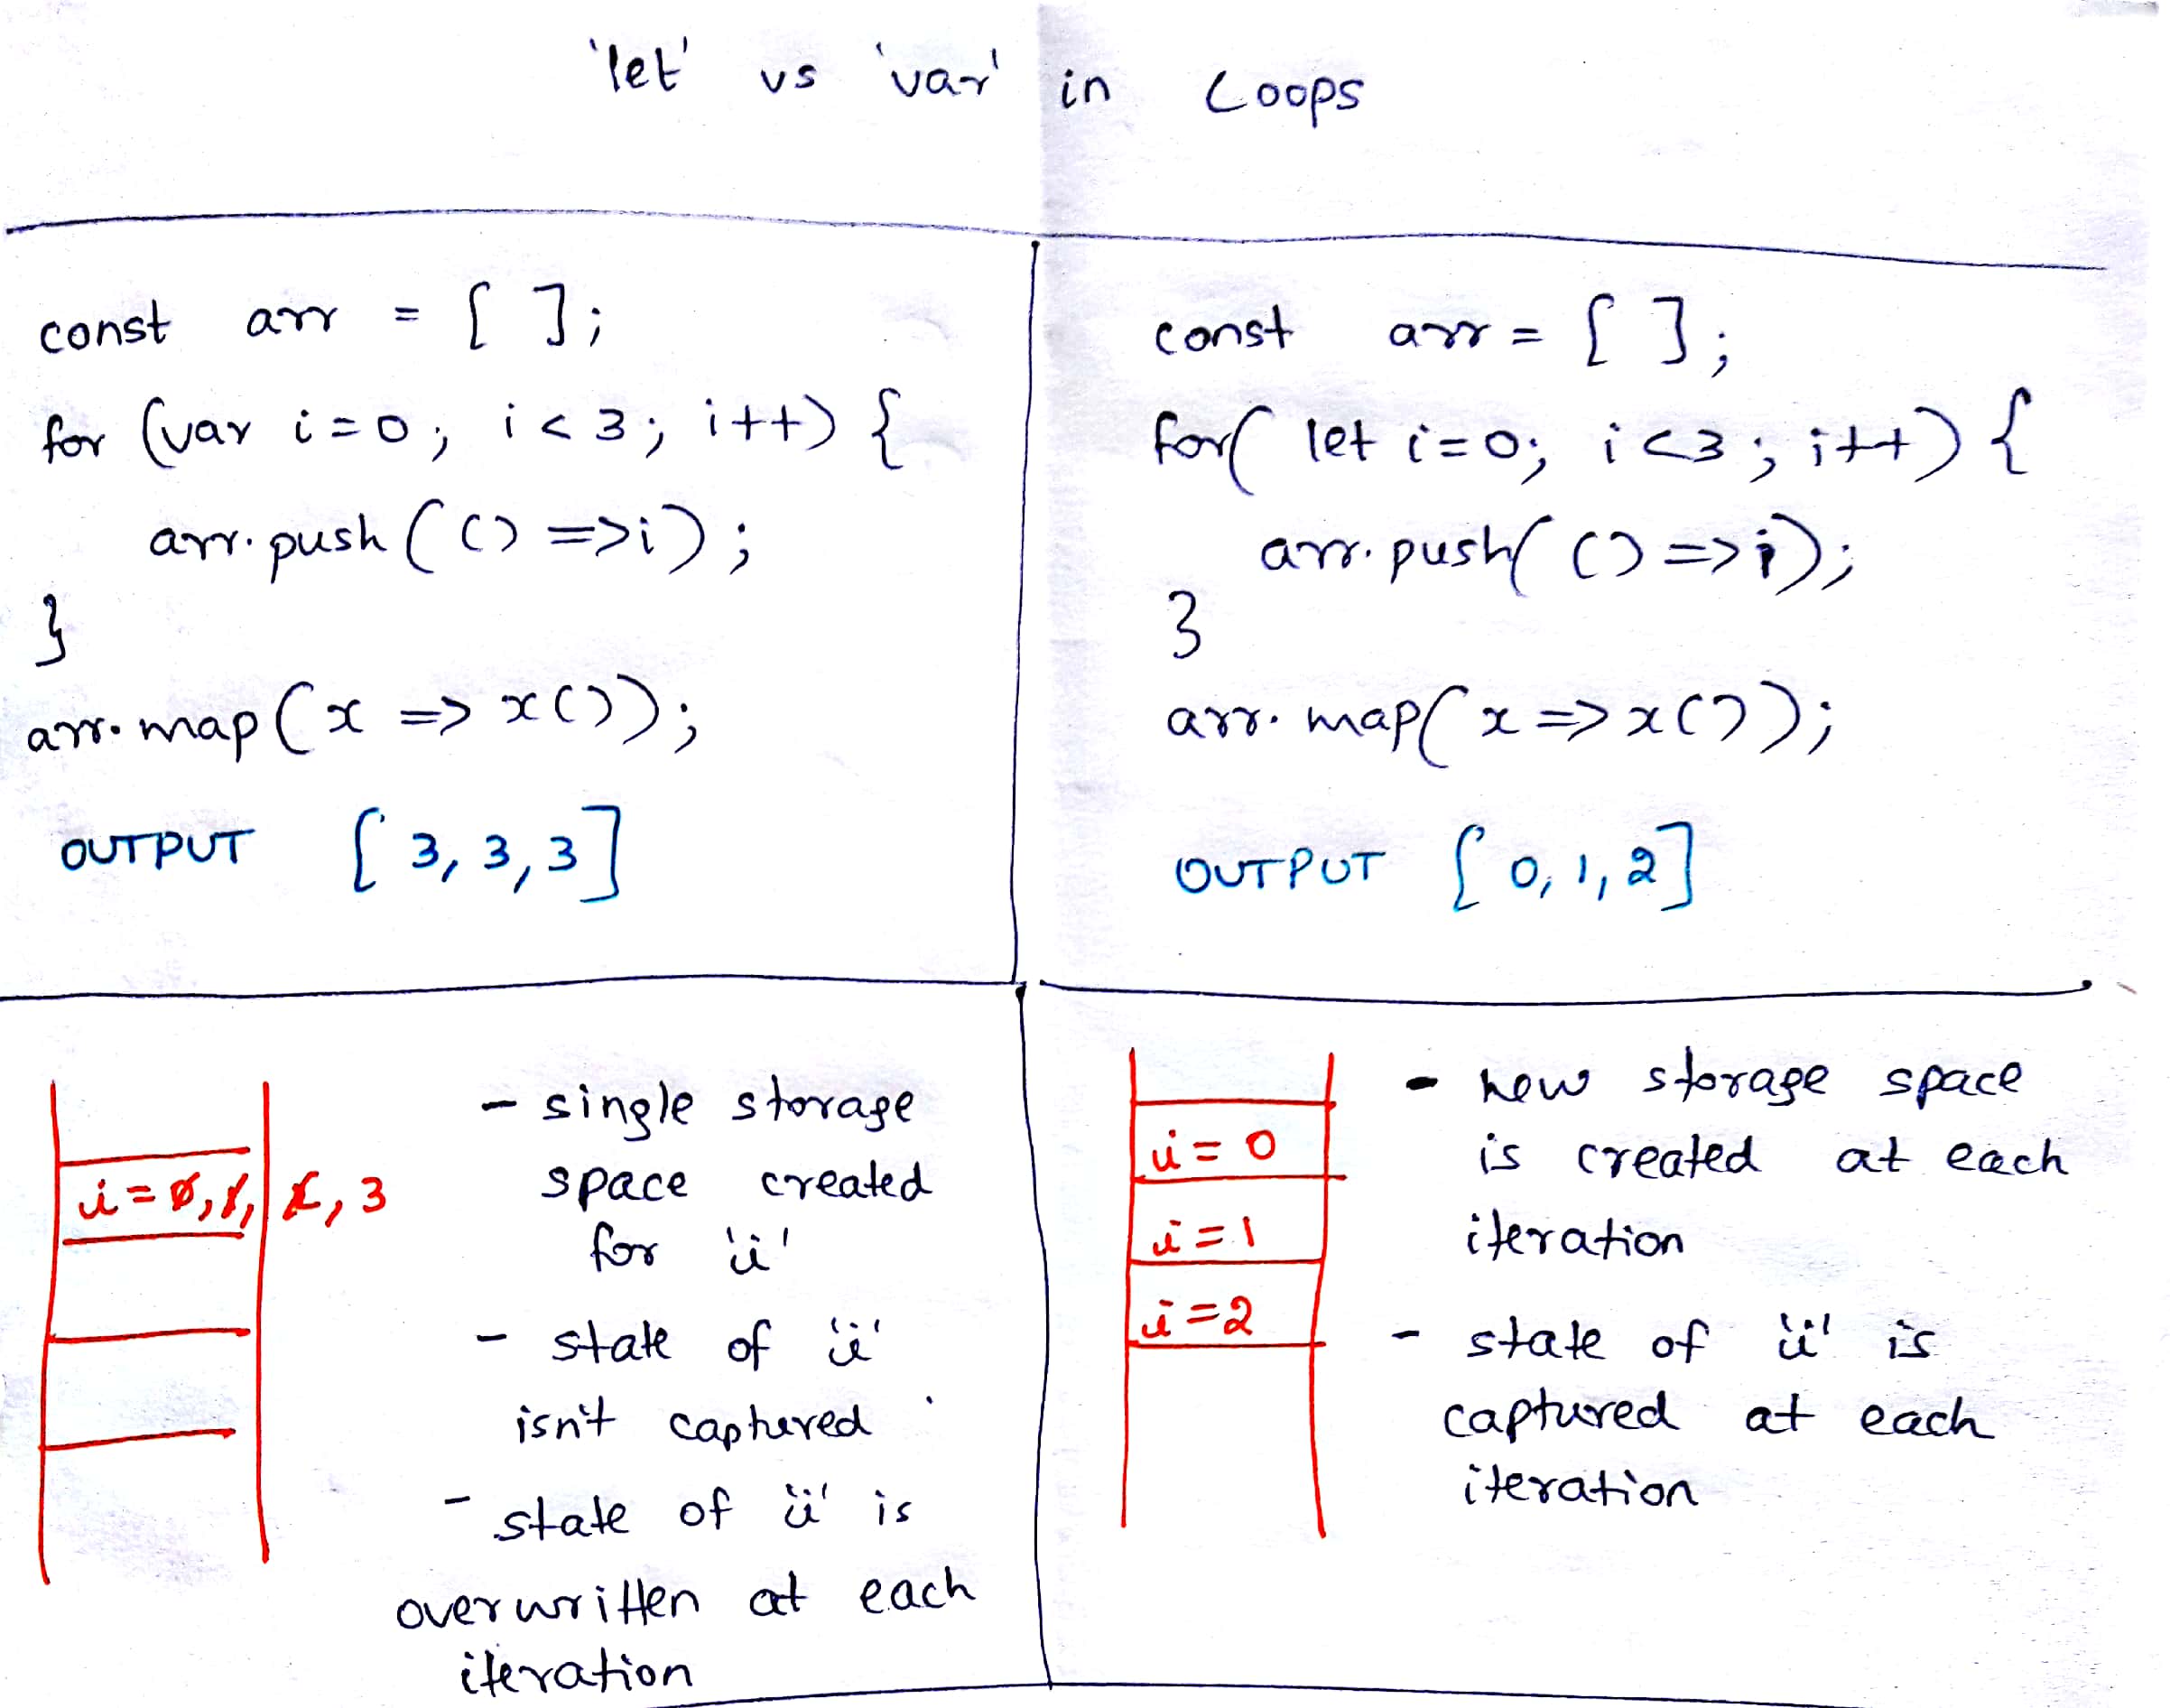 'let' vs 'var' in Loops
const arr = [ ];
for (var i=0; i<3; i++) {
arr.push(() =>i);
}
arr.map(x => x());
OUTPUT [3,3,3]
const arr = [ ];
for( let i=0; i<3; i++) {
arr.push( () =>i);
}
arr.map(x=>x());
OUTPUT [0,1,2]
i=0,1,2,3
- single storage
space created
for 'i'
- state of 'i'
isn't captured
- state of 'i' is
overwritten at each
iteration
i=0
i=1
i=2
- new storage space
is created at each
iteration
- state of 'i' is
captured at each
iteration